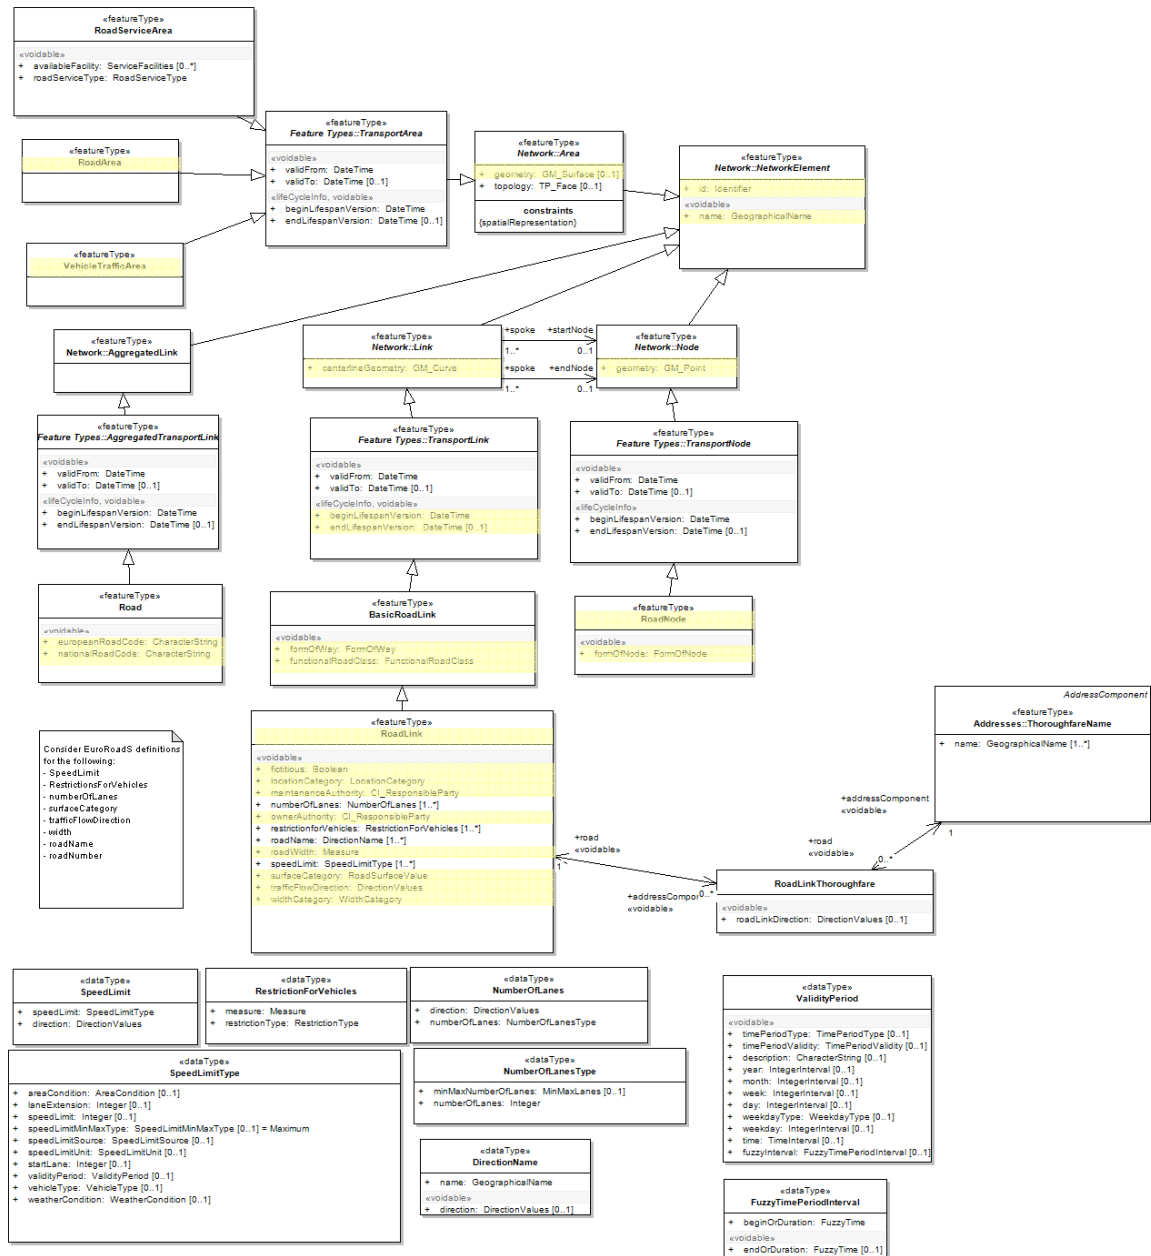 «featureType»
RoadServiceArea
«voidable»
+ availableFacility: ServiceFacilities [0..*]
+ roadServiceType: RoadServiceType
«featureType»
RoadArea
«featureType»
VehicleTrafficArea
«featureType»
Feature Types::TransportArea
«voidable»
+ validFrom: DateTime
+ validTo: DateTime [0..1]
«lifeCycleInfo, voidable»
+ beginLifespanVersion: DateTime
+ endLifespanVersion: DateTime [0..1]
«featureType»
Network::Area
+ geometry: GM_Surface [0..1]
+ topology: TP_Face [0..1]
constraints
{spatialRepresentation}
«featureType»
Network::NetworkElement
+ id: Identifier
«voidable»
+ name: GeographicalName
«featureType»
Network::AggregatedLink
«featureType»
Network::Link
+ centerlineGeometry: GM_Curve
+spoke +startNode
1..* 0..1
+spoke +endNode
1..* 0..1
«featureType»
Network::Node
+ geometry: GM_Point
«featureType»
Feature Types::AggregatedTransportLink
«voidable»
+ validFrom: DateTime
+ validTo: DateTime [0..1]
«lifeCycleInfo, voidable»
+ beginLifespanVersion: DateTime
+ endLifespanVersion: DateTime [0..1]
«featureType»
Feature Types::TransportLink
«voidable»
+ validFrom: DateTime
+ validTo: DateTime [0..1]
«lifeCycleInfo, voidable»
+ beginLifespanVersion: DateTime
+ endLifespanVersion: DateTime [0..1]
«featureType»
Feature Types::TransportNode
«voidable»
+ validFrom: DateTime
+ validTo: DateTime [0..1]
«lifeCycleInfo»
+ beginLifespanVersion: DateTime
+ endLifespanVersion: DateTime [0..1]
«featureType»
Road
«voidable»
+ europeanRoadCode: CharacterString
+ nationalRoadCode: CharacterString
«featureType»
BasicRoadLink
«voidable»
+ formOfWay: FormOfWay
+ functionalRoadClass: FunctionalRoadClass
«featureType»
RoadNode
«voidable»
+ formOfNode: FormOfNode
Consider EuroRoadS definitions
for the following:
- SpeedLimit
- RestrictionsForVehicles
- numberOfLanes
- surfaceCategory
- trafficFlowDirection
- width
- roadName
- roadNumber
«featureType»
RoadLink
«voidable»
+ fictitious: Boolean
+ locationCategory: LocationCategory
+ maintenanceAuthority: CI_ResponsibleParty
+ numberOfLanes: NumberOfLanes [1..*]
+ ownerAuthority: CI_ResponsibleParty
+ restrictionforVehicles: RestrictionForVehicles [1..*]
+ roadName: DirectionName [1..*]
+ roadWidth: Measure
+ speedLimit: SpeedLimitType [1..*]
+ surfaceCategory: RoadSurfaceValue
+ trafficFlowDirection: DirectionValues
+ widthCategory: WidthCategory
AddressComponent
«featureType»
Addresses::ThoroughfareName
+ name: GeographicalName [1..*]
+addressComponent
«voidable»
1
+road
«voidable»
0..*
+road
«voidable»
1
+addressCompor 0..*
«voidable»
RoadLinkThoroughfare
«voidable»
+ roadLinkDirection: DirectionValues [0..1]
«dataType»
SpeedLimit
+ speedLimit: SpeedLimitType
+ direction: DirectionValues
«dataType»
RestrictionForVehicles
+ measure: Measure
+ restrictionType: RestrictionType
«dataType»
NumberOfLanes
+ direction: DirectionValues
+ numberOfLanes: NumberOfLanesType
«dataType»
SpeedLimitType
+ areaCondition: AreaCondition [0..1]
+ laneExtension: Integer [0..1]
+ speedLimit: Integer [0..1]
+ speedLimitMinMaxType: SpeedLimitMinMaxType [0..1] = Maximum
+ speedLimitSource: SpeedLimitSource [0..1]
+ speedLimitUnit: SpeedLimitUnit [0..1]
+ startLane: Integer [0..1]
+ validityPeriod: ValidityPeriod [0..1]
+ vehicleType: VehicleType [0..1]
+ weatherCondition: WeatherCondition [0..1]
«dataType»
NumberOfLanesType
+ minMaxNumberOfLanes: MinMaxLanes [0..1]
+ numberOfLanes: Integer
«dataType»
DirectionName
+ name: GeographicalName
«voidable»
+ direction: DirectionValues [0..1]
«dataType»
ValidityPeriod
«voidable»
+ timePeriodType: TimePeriodType [0..1]
+ timePeriodValidity: TimePeriodValidity [0..1]
+ description: CharacterString [0..1]
+ year: IntegerInterval [0..1]
+ month: IntegerInterval [0..1]
+ week: IntegerInterval [0..1]
+ day: IntegerInterval [0..1]
+ weekdayType: WeekdayType [0..1]
+ weekday: IntegerInterval [0..1]
+ time: TimeInterval [0..1]
+ fuzzyInterval: FuzzyTimePeriodInterval [0..1]
«dataType»
FuzzyTimePeriodInterval
+ beginOrDuration: FuzzyTime
«voidable»
+ endOrDuration: FuzzyTime [0..1]